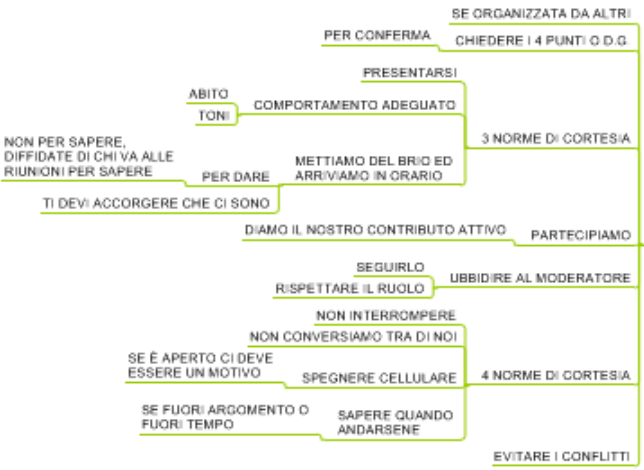 SE ORGANIZZATA DA ALTRI
PER CONFERMA
CHIEDERE I 4 PUNTI O D.G.
PRESENTARSI
ABITO
TONI
COMPORTAMENTO ADEGUATO
3 NORME DI CORTESIA
NON PER SAPERE,
DIFFIDATE DI CHI VA ALLE
RIUNIONI PER SAPERE
PER DARE
METTIAMO DEL BRIO ED
ARRIVIAMO IN ORARIO
TI DEVI ACCORGERE CHE CI SONO
DIAMO IL NOSTRO CONTRIBUTO ATTIVO
PARTECIPIAMO
SEGUIRLO
RISPETTARE IL RUOLO
UBBIDIRE AL MODERATORE
NON INTERROMPERE
NON CONVERSIAMO TRA DI NOI
SE È APERTO CI DEVE
ESSERE UN MOTIVO
SPEGNERE CELLULARE
4 NORME DI CORTESIA
SE FUORI ARGOMENTO O
FUORI TEMPO
SAPERE QUANDO
ANDARSENE
EVITARE I CONFLITTI